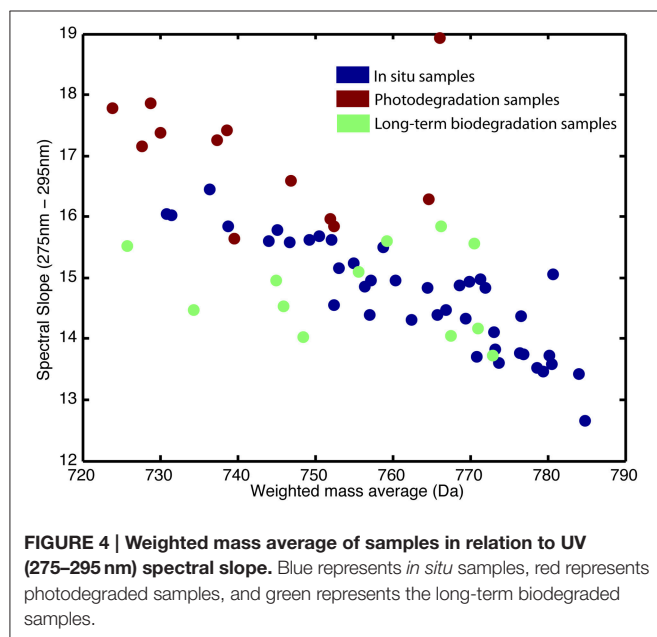 19
18
17
16
15
14
13
12
Spectral Slope (275nm – 295nm)
In situ samples
Photodegradation samples
Long-term biodegradation samples
720 730 740 750 760 770 780 790
Weighted mass average (Da)
FIGURE 4 | Weighted mass average of samples in relation to UV
(275–295 nm) spectral slope. Blue represents in situ samples, red represents
photodegraded samples, and green represents the long-term biodegraded
samples.